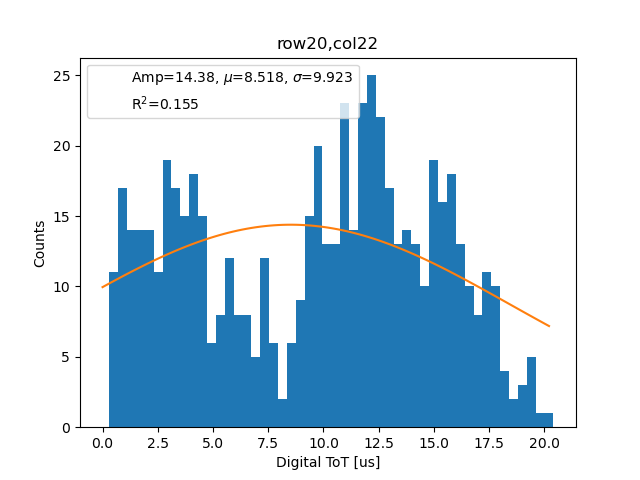 row20,col22
Amp=14.38, μ=8.518, σ=9.923
R²=0.155
25
20
15
10
5
0
Counts
0.0 2.5 5.0 7.5 10.0 12.5 15.0 17.5 20.0
Digital ToT [us]